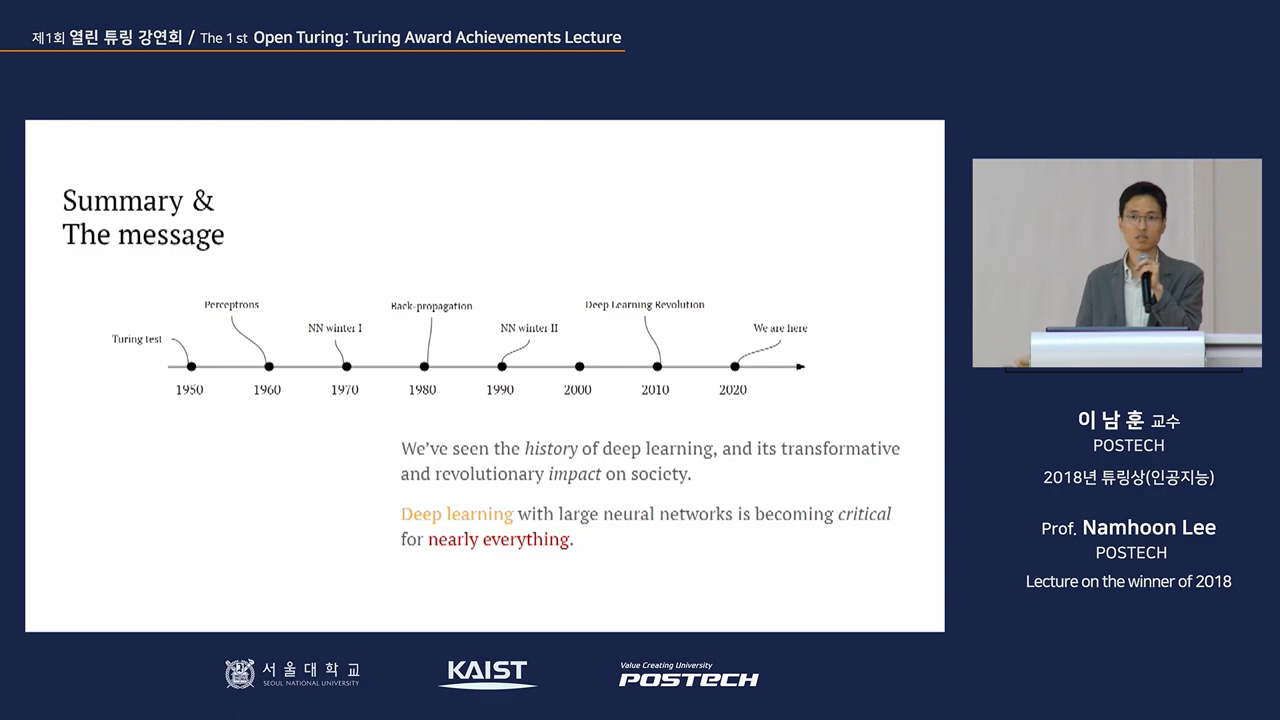 제1회 열린 튜링 강연회 / The 1 st Open Turing: Turing Award Achievements Lecture
Summary &
The message
Perceptrons
Back-propagation
Deep Learning Revolution
Turing test
NN winter I
NN winter II
We are here
1950 1960 1970 1980 1990 2000 2010 2020
We've seen the history of deep learning, and its transformative
and revolutionary impact on society.
Deep learning with large neural networks is becoming critical
for nearly everything.
이 남 훈 교수
POSTECH
2018년 튜링상(인공지능)
Prof. Namhoon Lee
POSTECH
Lecture on the winner of 2018
서울대학교
SEOUL NATIONAL UNIVERSITY
KAIST
Value Creating University
POSTECH